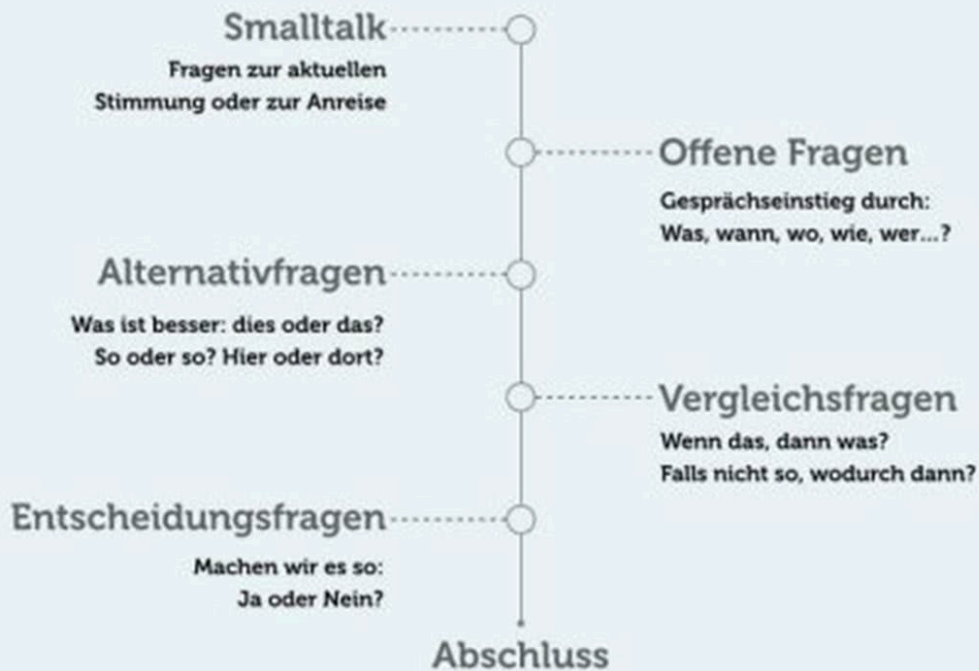 Smalltalk
Fragen zur aktuellen
Stimmung oder zur Anreise
Offene Fragen
Gesprächseinstieg durch:
Was, wann, wo, wie, wer...?
Alternativfragen
Was ist besser: dies oder das?
So oder so? Hier oder dort?
Vergleichsfragen
Wenn das, dann was?
Falls nicht so, wodurch dann?
Entscheidungsfragen
Machen wir es so:
Ja oder Nein?
Abschluss